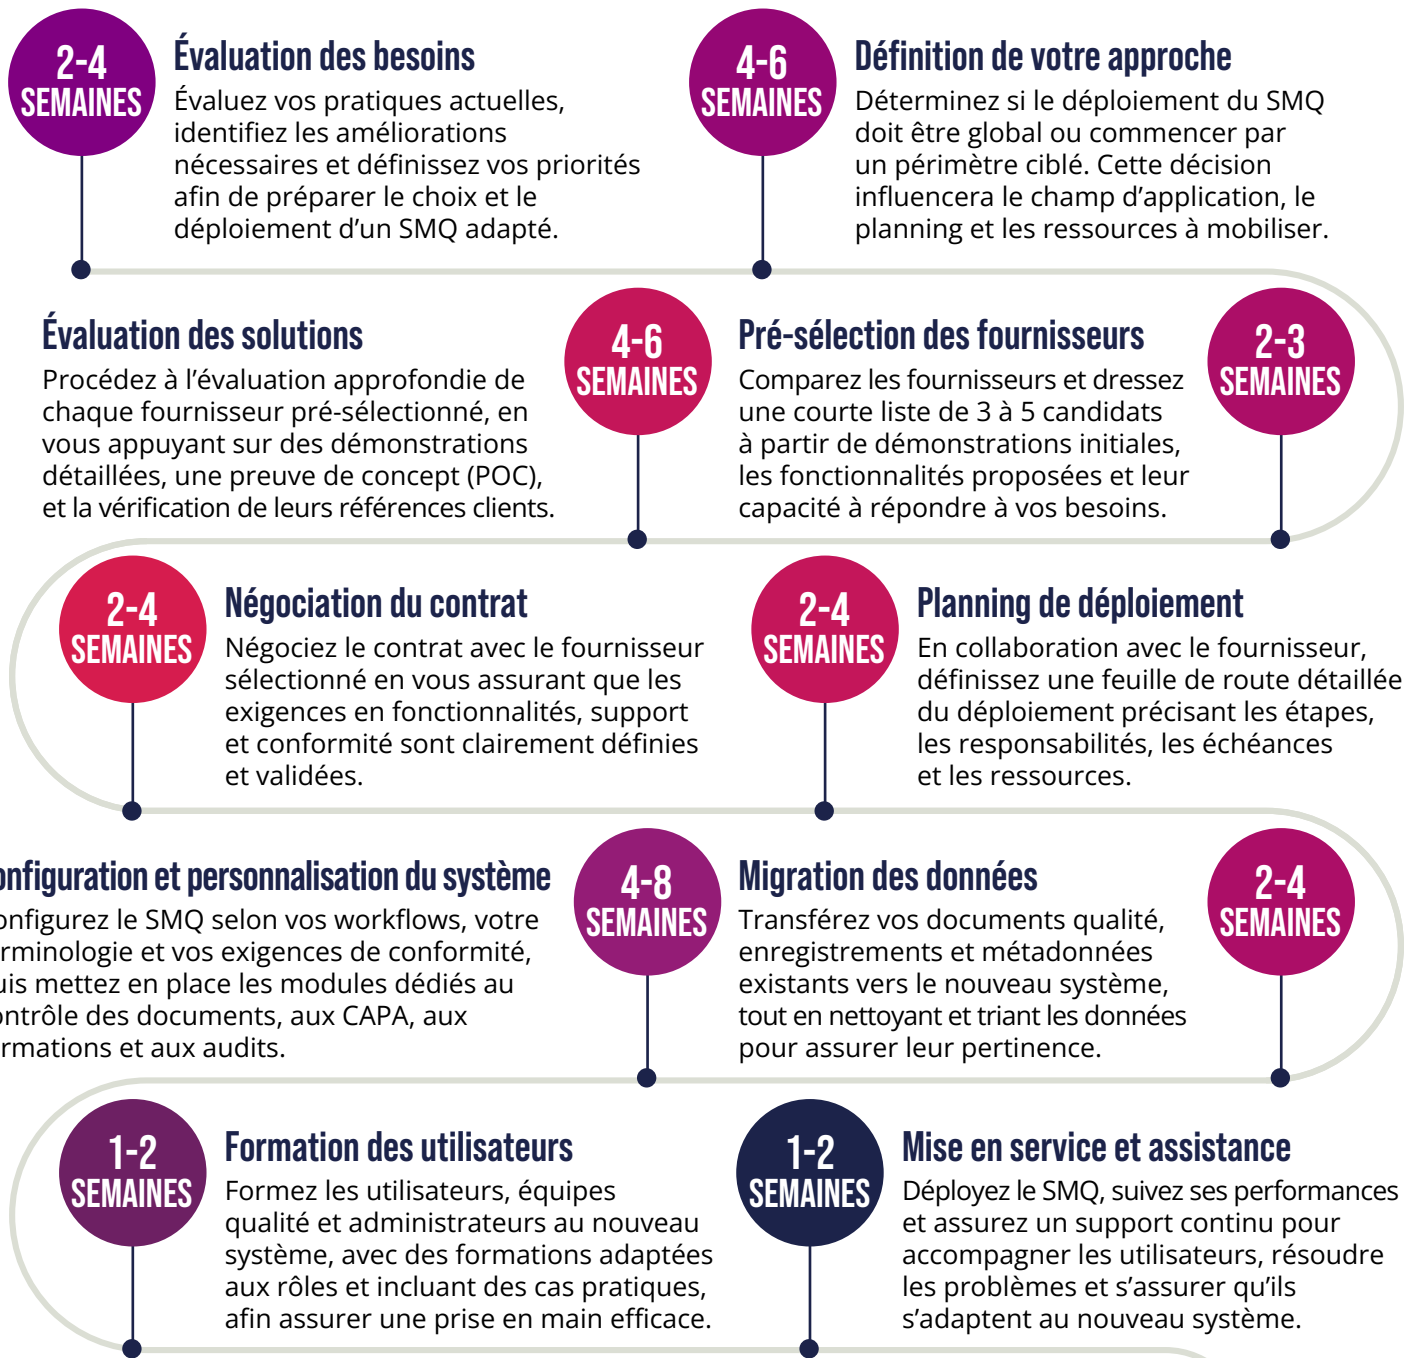 2-4
SEMAINES
Évaluation des besoins
Évaluez vos pratiques actuelles,
identifiez les améliorations
nécessaires et définissez vos priorités
afin de préparer le choix et le
déploiement d’un SMQ adapté.
4-6
SEMAINES
Définition de votre approche
Déterminez si le déploiement du SMQ
doit être global ou commencer par
un périmètre ciblé. Cette décision
influencera le champ d’application, le
planning et les ressources à mobiliser.
2-3
SEMAINES
Pré-sélection des fournisseurs
Comparez les fournisseurs et dressez
une courte liste de 3 à 5 candidats
à partir de démonstrations initiales,
les fonctionnalités proposées et leur
capacité à répondre à vos besoins.
4-6
SEMAINES
Évaluation des solutions
Procédez à l’évaluation approfondie de
chaque fournisseur pré-sélectionné, en
vous appuyant sur des démonstrations
détaillées, une preuve de concept (POC),
et la vérification de leurs références clients.
2-4
SEMAINES
Négociation du contrat
Négociez le contrat avec le fournisseur
sélectionné en vous assurant que les
exigences en fonctionnalités, support
et conformité sont clairement définies
et validées.
2-4
SEMAINES
Planning de déploiement
En collaboration avec le fournisseur,
définissez une feuille de route détaillée
du déploiement précisant les étapes,
les responsabilités, les échéances
et les ressources.
2-4
SEMAINES
Migration des données
Transférez vos documents qualité,
enregistrements et métadonnées
existants vers le nouveau système,
tout en nettoyant et triant les données
pour assurer leur pertinence.
4-8
SEMAINES
onfiguration et personnalisation du système
onfigurez le SMQ selon vos workflows, votre
rminologie et vos exigences de conformité,
uis mettez en place les modules dédiés au
ontrôle des documents, aux CAPA, aux
rmations et aux audits.
1-2
SEMAINES
Formation des utilisateurs
Formez les utilisateurs, équipes
qualité et administrateurs au nouveau
système, avec des formations adaptées
aux rôles et incluant des cas pratiques,
afin assurer une prise en main efficace.
1-2
SEMAINES
Mise en service et assistance
Déployez le SMQ, suivez ses performances
et assurez un support continu pour
accompagner les utilisateurs, résoudre
les problèmes et s’assurer qu’ils
s’adaptent au nouveau système.